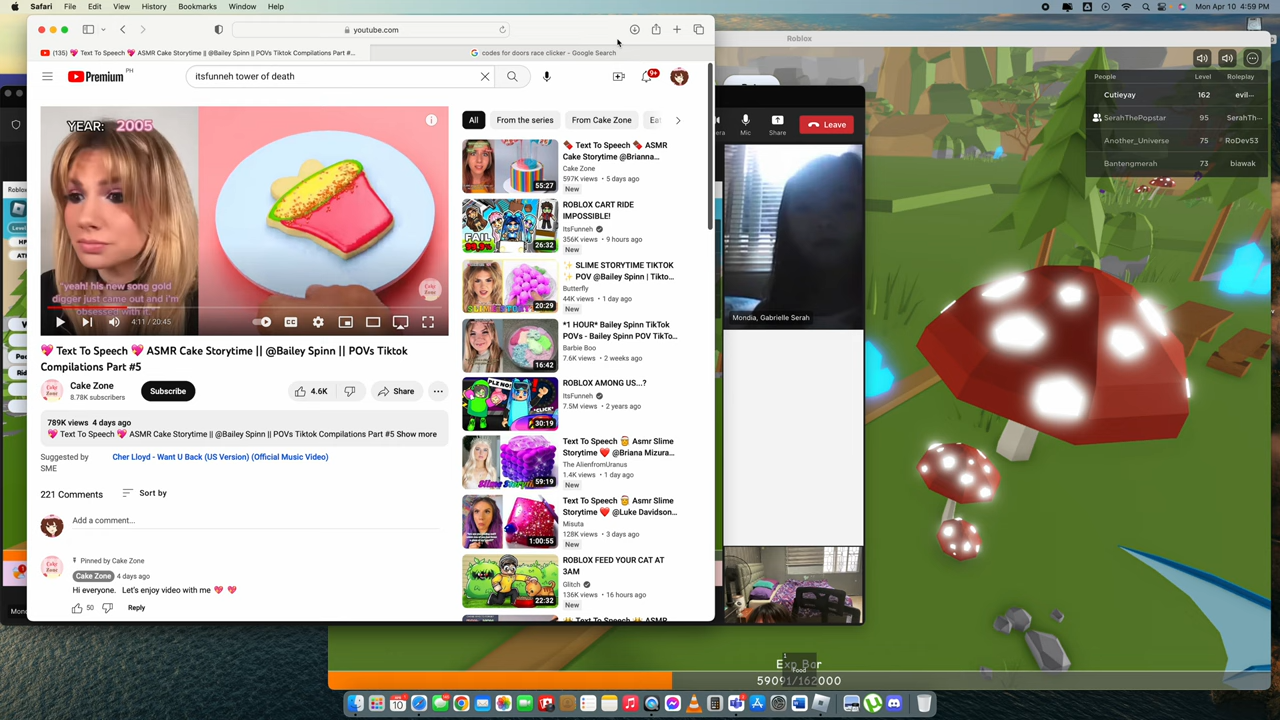 Safari File Edit View History Bookmarks Window Help
Mon Apr 10 4:59 PM
youtube.com
(135) 💖 Text To Speech 💖 ASMR Cake Storytime || @Bailey Spinn || POVs Tiktok Compilations Part #...
codes for doors race clicker - Google Search
Premium PH
itsfunneh tower of death
9+
YEAR: 2005
"yeah! his new song gold
digger just came out and i'm
obsessed with it."
4:11 / 20:45
💖 Text To Speech 💖 ASMR Cake Storytime || @Bailey Spinn || POVs Tiktok
Compilations Part #5
Cake Zone
8.78K subscribers
Subscribe
4.6K
Share
789K views 4 days ago
💖 Text To Speech 💖 ASMR Cake Storytime || @Bailey Spinn || POVs Tiktok Compilations Part #5 Show more
Suggested by
SME
Cher Lloyd - Want U Back (US Version) (Official Music Video)
221 Comments
Sort by
Add a comment...
Pinned by Cake Zone
Cake Zone 4 days ago
Hi everyone. Let's enjoy video with me 💖 💖
50
Reply
All From the series From Cake Zone
🍫 Text To Speech 🍫 ASMR
Cake Storytime @Brianna...
Cake Zone
597K views • 5 days ago
New
55:27
ROBLOX CART RIDE
IMPOSSIBLE!
ItsFunneh
356K views • 9 hours ago
New
26:32
✨ SLIME STORYTIME TIKTOK
✨ POV @Bailey Spinn | Tikto...
Butterfly
44K views • 1 day ago
New
20:29
*1 HOUR* Bailey Spinn TikTok
POVs - Bailey Spinn POV TikTo...
Barbie Boo
7.6K views • 2 weeks ago
16:42
ROBLOX AMONG US...?
ItsFunneh
7.5M views • 2 years ago
30:19
Text To Speech 🎅 Asmr Slime
Storytime ❤️ @Briana Mizura...
The AlienfromUranus
1.4K views • 1 day ago
New
59:19
Text To Speech 🎅 Asmr Slime
Storytime ❤️ @Luke Davidson...
Misuta
128K views • 3 days ago
New
1:00:55
ROBLOX FEED YOUR CAT AT
3AM
Glitch
136K views • 16 hours ago
New
22:32
Mic
Share
Leave
Mondia, Gabrielle Serah
Roblox
People Level Roleplay
Cutieyay 162 evil...
SerahThePopstar 95 SerahTh...
Another_Universe 75 RoDev53
Bantengmerah 3 biawak
1
Food
Exp Bar
59091/162000